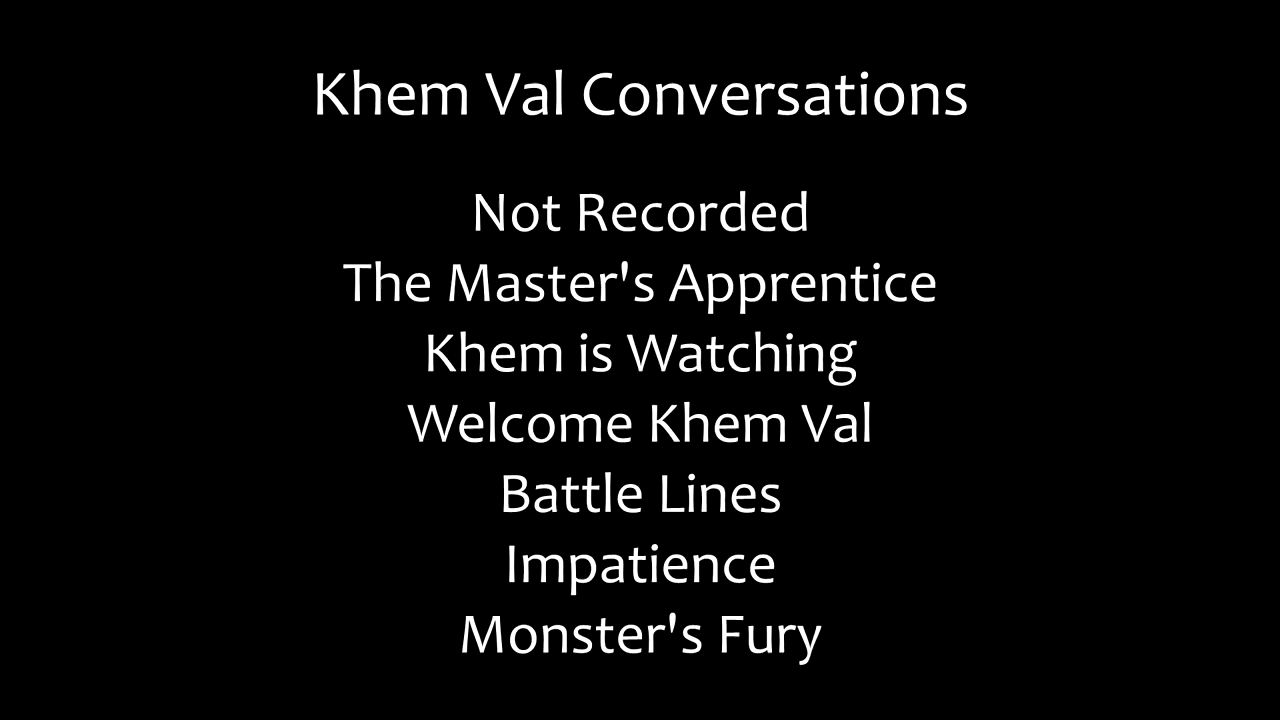 Khem Val Conversations
Not Recorded
The Master's Apprentice
Khem is Watching
Welcome Khem Val
Battle Lines
Impatience
Monster's Fury